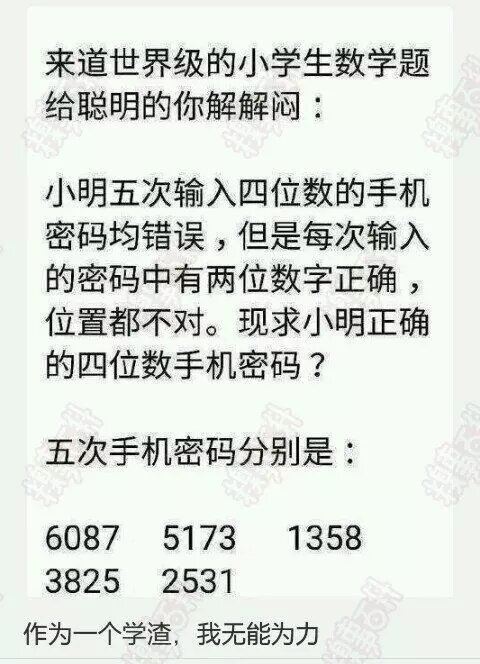 来道世界级的小学生数学题
给聪明的你解解闷：
小明五次输入四位数的手机
密码均错误，但是每次输入
的密码中有两位数字正确，
位置都不对。现求小明正确
的四位数手机密码？
五次手机密码分别是：
6087 5173 1358
3825 2531
作为一个学渣，我无能为力